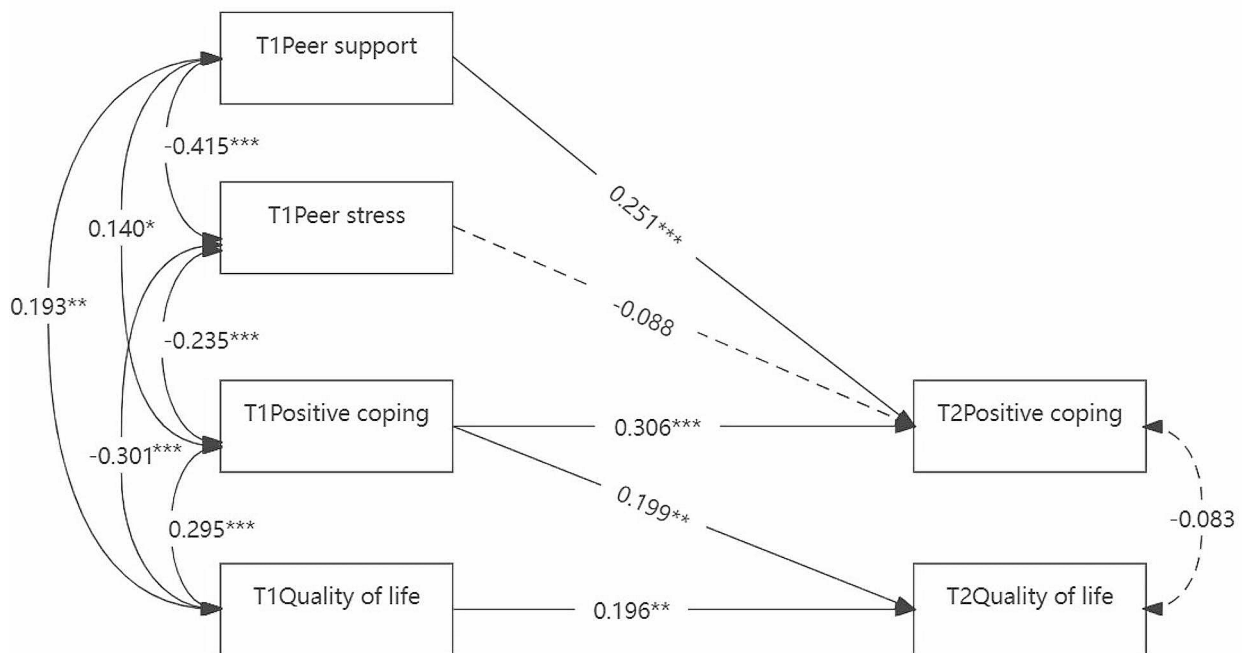 T1Peer support
-0.415***
0.251***
T1Peer stress
0.140*
-0.088
0.193**
-0.235***
T1Positive coping
0.306***
T2Positive coping
-0.301***
0.199**
0.295***
-0.083
T1Quality of life
0.196**
T2Quality of life